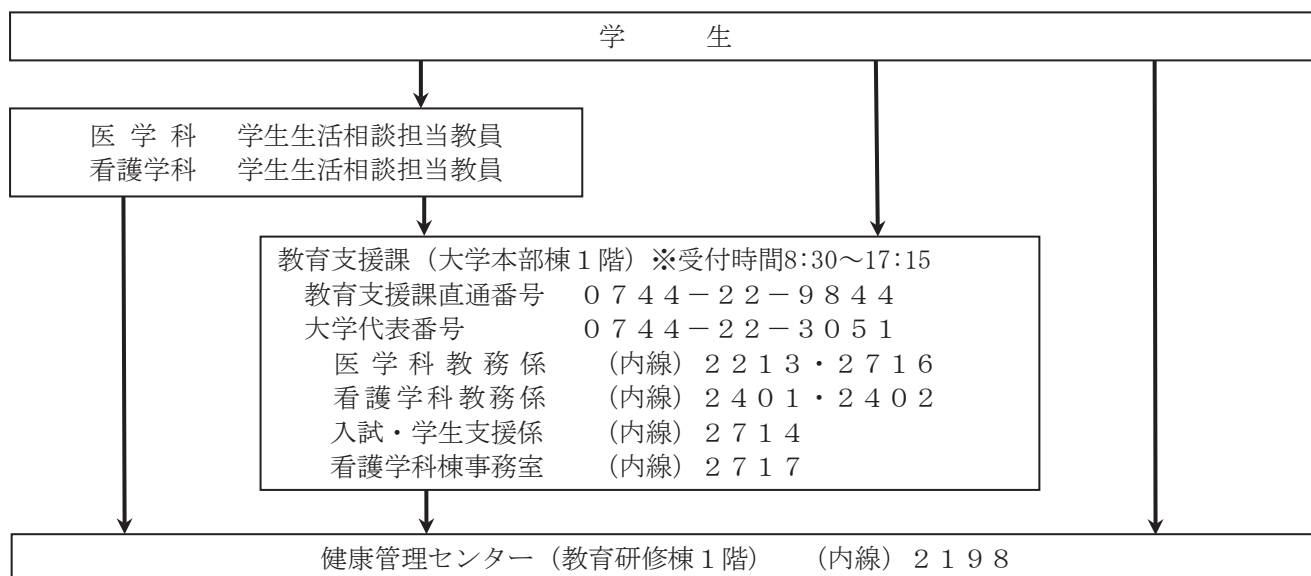 学 生
医 学 科 学生生活相談担当教員
看護学科 学生生活相談担当教員
教育支援課（大学本部棟１階）※受付時間8:30～17:15
教育支援課直通番号 ０７４４－２２－９８４４
大学代表番号 ０７４４－２２－３０５１
医 学 科 教 務 係 （内線）２２１３・２７１６
看護学科教務係 （内線）２４０１・２４０２
入試・学生支援係 （内線）２７１４
看護学科棟事務室 （内線）２７１７
健康管理センター（教育研修棟１階） （内線）２１９８